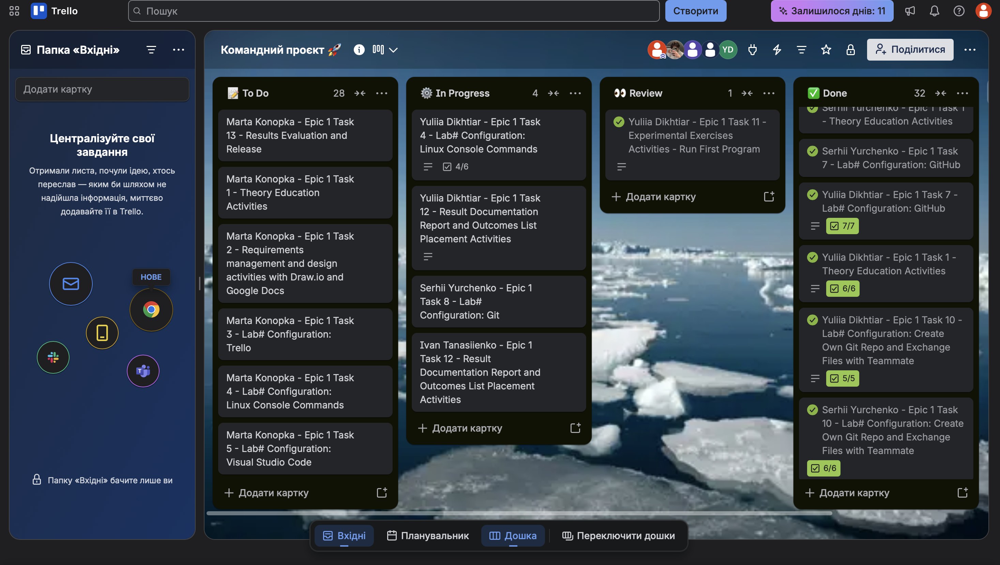 Trello
Пошук
Створити
Залишилося днів: 11
Папка «Вхідні»
Додати картку
Централізуйте свої
завдання
Отримали листа, почули ідею, хтось
переслав — яким би шляхом не
надійшла інформація, миттєво
додавайте її в Trello.
НОВЕ
T
Папку «Вхідні» бачите лише ви
Командний проєкт 🚀
YD
Поділитися
📝 To Do
28
Marta Konopka - Epic 1 Task
13 - Results Evaluation and
Release
Marta Konopka - Epic 1 Task
1 - Theory Education
Activities
Marta Konopka - Epic 1 Task
2 - Requirements
management and design
activities with Draw.io and
Google Docs
Marta Konopka - Epic 1 Task
3 - Lab# Configuration:
Trello
Marta Konopka - Epic 1 Task
4 - Lab# Configuration:
Linux Console Commands
Marta Konopka - Epic 1 Task
5 - Lab# Configuration:
Visual Studio Code
Додати картку
⚙️ In Progress
4
Yuliia Dikhtiar - Epic 1 Task
4 - Lab# Configuration:
Linux Console Commands
4/6
Yuliia Dikhtiar - Epic 1 Task
12 - Result Documentation
Report and Outcomes List
Placement Activities
Serhii Yurchenko - Epic 1
Task 8 - Lab#
Configuration: Git
Ivan Tanasiienko - Epic 1
Task 12 - Result
Documentation Report and
Outcomes List Placement
Activities
Додати картку
👀 Review
1
Yuliia Dikhtiar - Epic 1 Task 11 -
Experimental Exercises
Activities - Run First Program
Додати картку
✅ Done
32
Serhii Yurchenko - Epic 1 Task 1
- Theory Education Activities
Serhii Yurchenko - Epic 1 Task
7 - Lab# Configuration: GitHub
Yuliia Dikhtiar - Epic 1 Task 7 -
Lab# Configuration: GitHub
7/7
Yuliia Dikhtiar - Epic 1 Task 1 -
Theory Education Activities
6/6
Yuliia Dikhtiar - Epic 1 Task 10 -
Lab# Configuration: Create
Own Git Repo and Exchange
Files with Teammate
5/5
Serhii Yurchenko - Epic 1 Task
10 - Lab# Configuration: Create
Own Git Repo and Exchange
Files with Teammate
6/6
Додати картку
Вхідні
Планувальник
Дошка
Переключити дошки